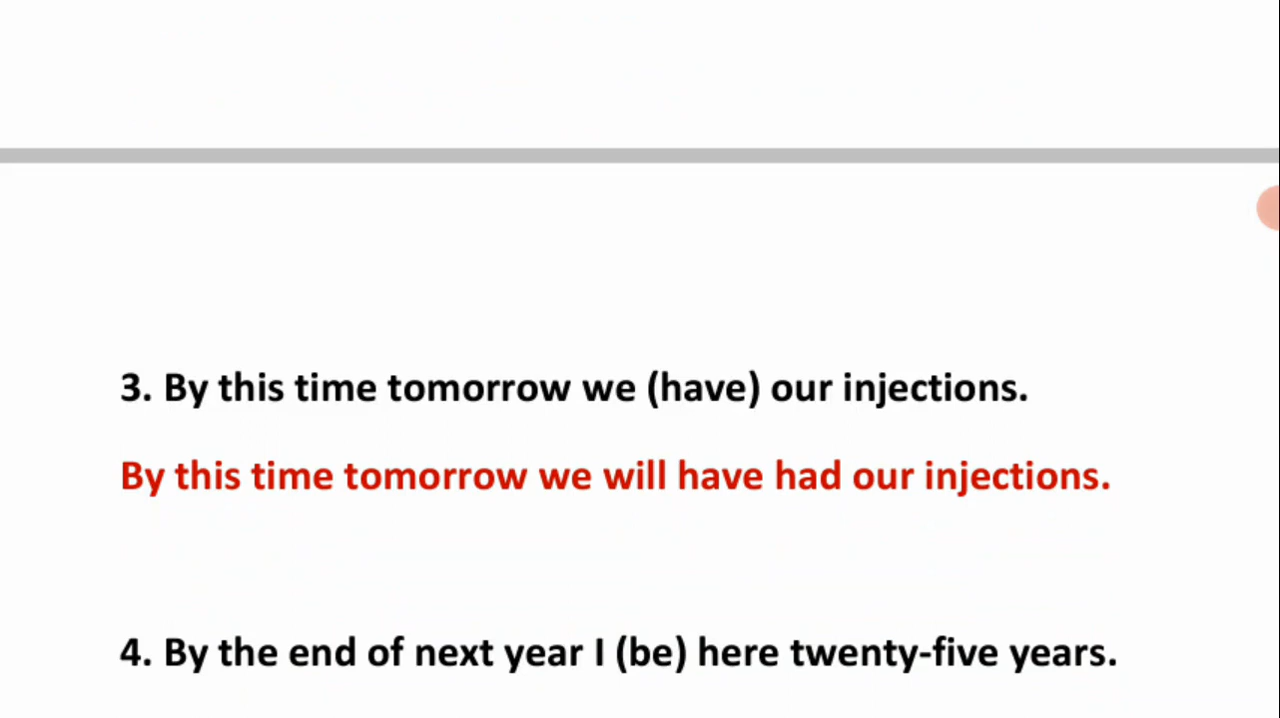 3. By this time tomorrow we (have) our injections.
By this time tomorrow we will have had our injections.
4. By the end of next year I (be) here twenty-five years.